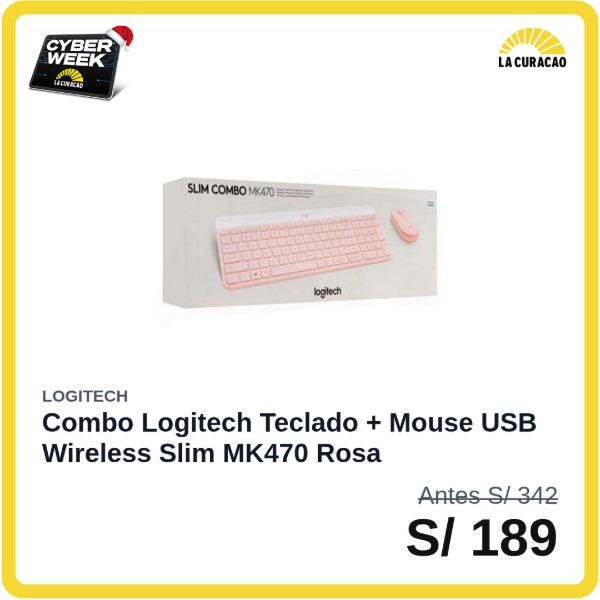 CYBER
WEEK
LA CURACAO
LA CURACAO
SLIM COMBO MK470
logitech
LOGITECH
Combo Logitech Teclado + Mouse USB
Wireless Slim MK470 Rosa
Antes S/ 342
S/ 189